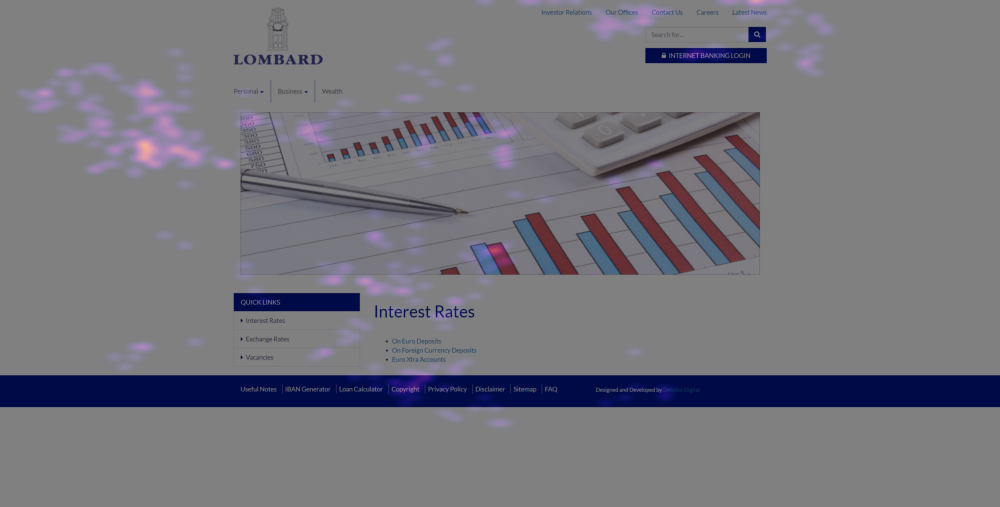 Investor Relations Our Offices Contact Us Careers Latest News
LOMBARD
Search for...
INTERNET BANKING LOGIN
Personal Business Wealth
QUICK LINKS
Interest Rates
Exchange Rates
Vacancies
Interest Rates
On Euro Deposits
On Foreign Currency Deposits
Euro Xtra Accounts
Useful Notes IBAN Generator Loan Calculator Copyright Privacy Policy Disclaimer Sitemap FAQ
Designed and Developed by